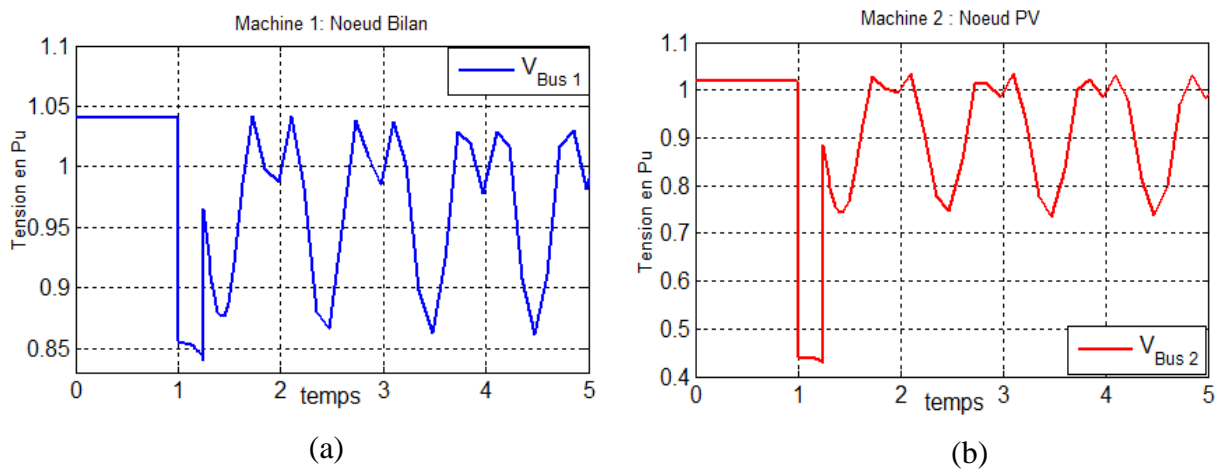 Machine 1: Noeud Bilan
Tension en Pu
1.1
1.05
1
0.95
0.9
0.85
V Bus 1
0 1 2 3 4 5
temps
(a)
Machine 2 : Noeud PV
Tension en Pu
1.1
1
0.9
0.8
0.7
0.6
0.5
0.4
V Bus 2
0 1 2 3 4 5
temps
(b)